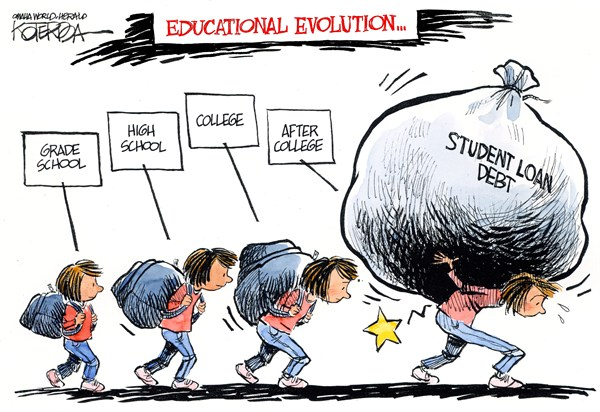 OMAHA WORLD-HERALD
KOTERBA
EDUCATIONAL EVOLUTION...
GRADE
SCHOOL
HIGH
SCHOOL
COLLEGE
AFTER
COLLEGE
STUDENT LOAN
DEBT